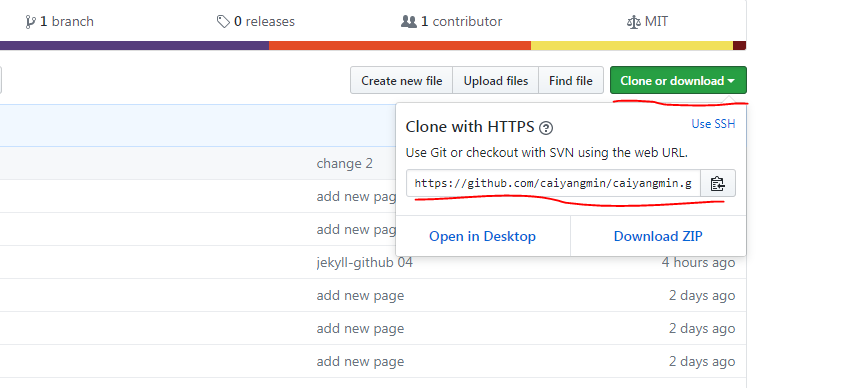 1 branch 0 releases 1 contributor MIT
Create new file Upload files Find file Clone or download
Clone with HTTPS Use SSH
Use Git or checkout with SVN using the web URL.
change 2
https://github.com/caiyangmin/caiyangmin.g
add new pag
add new pag
Open in Desktop Download ZIP
jekyll-github 04 4 hours ago
add new page 2 days ago
add new page 2 days ago
add new page 2 days ago